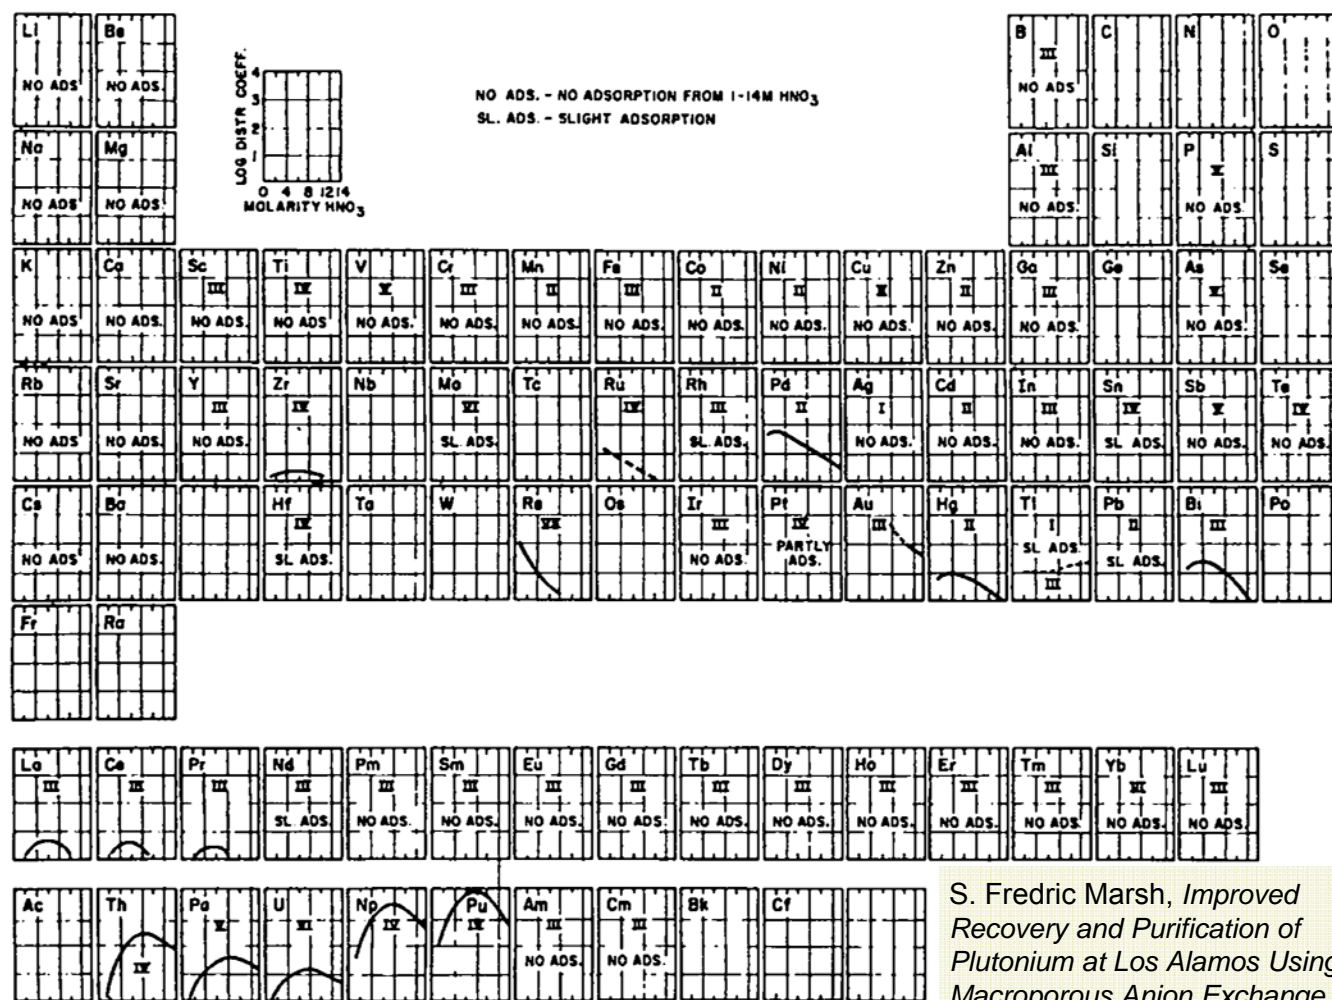 Li Be B C N O
III
NO ADS NO ADS. NO ADS
LOG DISTR COEFF.
4
3
2
1
0 4 8 12 14
MOLARITY HNO3
NO ADS. - NO ADSORPTION FROM 1-14M HNO3
SL. ADS. - SLIGHT ADSORPTION
Na Mg Al Si P S
III V
NO ADS NO ADS. NO ADS. NO ADS.
K Ca Sc Ti V Cr Mn Fe Co Ni Cu Zn Ga Ge As Se
III IV V III II III II II II II III V
NO ADS NO ADS. NO ADS. NO ADS NO ADS. NO ADS. NO ADS. NO ADS. NO ADS. NO ADS. NO ADS. NO ADS. NO ADS. NO ADS.
Rb Sr Y Zr Nb Mo Tc Ru Rh Pd Ag Cd In Sn Sb Te
III IV VI IV III II I II III IV V IV
NO ADS NO ADS. NO ADS. SL. ADS. SL ADS. NO ADS. NO ADS. NO ADS. SL ADS. NO ADS. NO ADS.
Cs Ba Hf Ta W Re Os Ir Pt Au Hg Tl Pb Bi Po
IV VII III IV III II I II III
NO ADS NO ADS. SL ADS. NO ADS. PARTLY ADS. SL ADS. SL ADS.
III
Fr Ra
La Ce Pr Nd Pm Sm Eu Gd Tb Dy Ho Er Tm Yb Lu
III III III III III III III III III III III III III III III
SL ADS. NO ADS. NO ADS. NO ADS. NO ADS. NO ADS. NO ADS. NO ADS. NO ADS. NO ADS NO ADS. NO ADS.
Ac Th Pa U Np Pu Am Cm Bk Cf
IV V VI IV IV III III
NO ADS. NO ADS.
S. Fredric Marsh, Improved
Recovery and Purification of
Plutonium at Los Alamos Using
Macroporous Anion Exchange